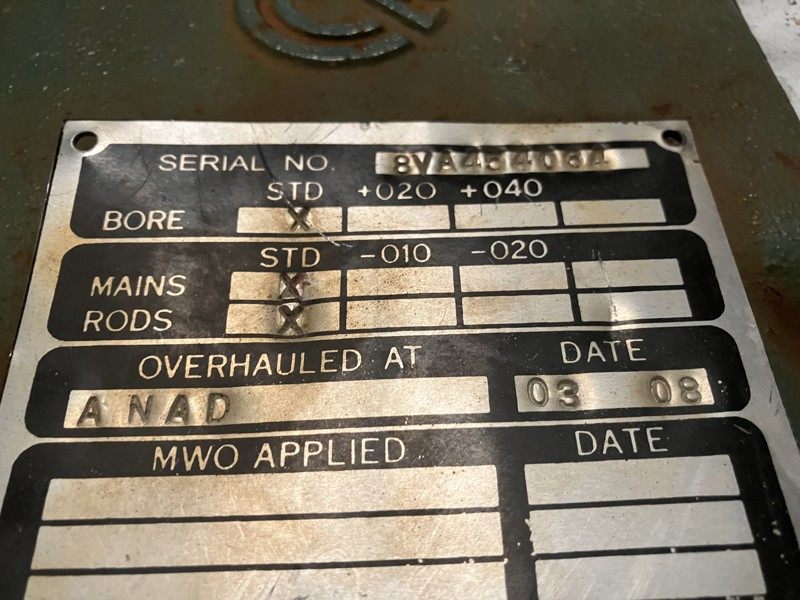 SERIAL NO. 8VA454064
STD +020 +040
BORE X
STD -010 -020
MAINS X
RODS X
OVERHAULED AT DATE
ANAD 03 08
MWO APPLIED DATE